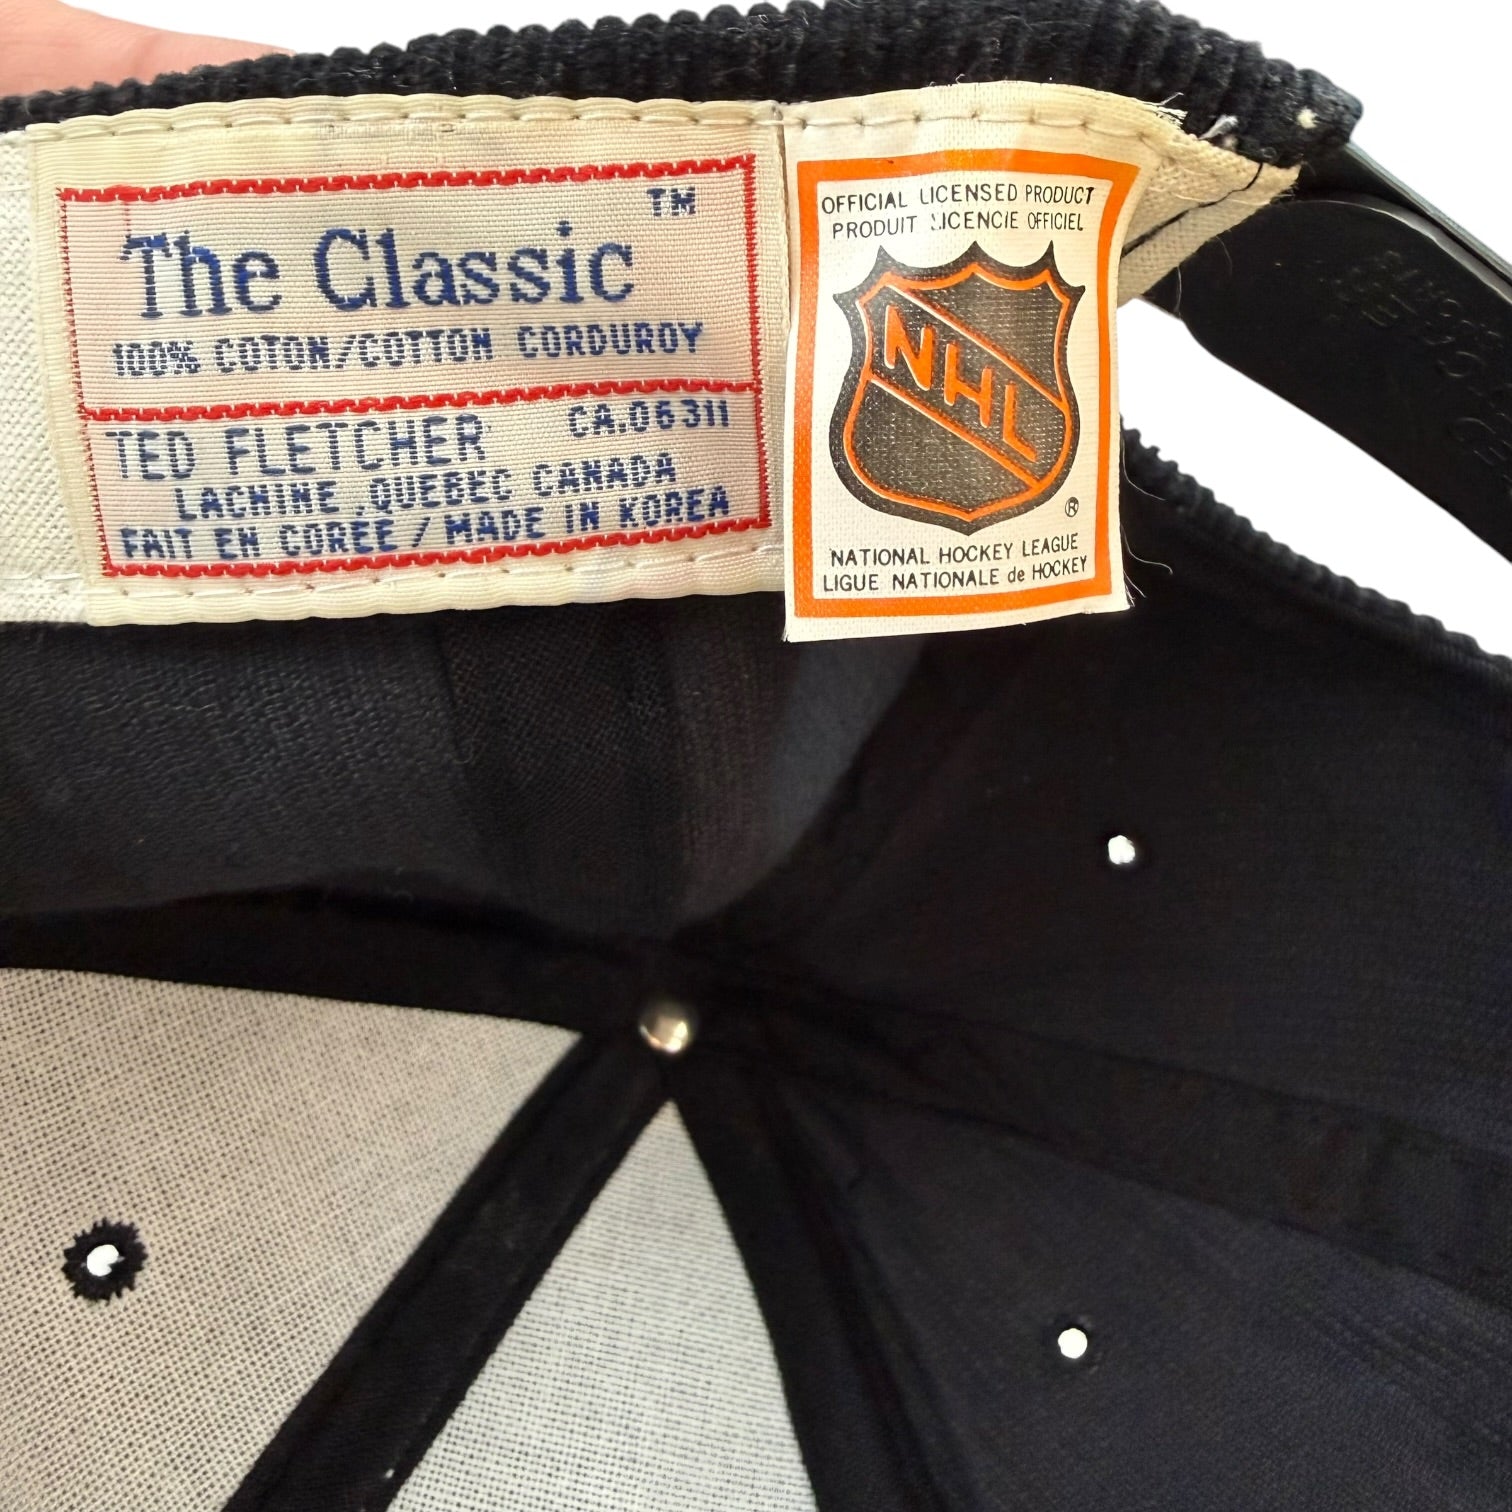 The Classic TM
100% COTON/COTTON CORDUROY
TED FLETCHER CA.06311
LACHINE, QUEBEC CANADA
FAIT EN CORÉE / MADE IN KOREA
OFFICIAL LICENSED PRODUCT
PRODUIT LICENCIE OFFICIEL
NHL
®
NATIONAL HOCKEY LEAGUE
LIGUE NATIONALE de HOCKEY